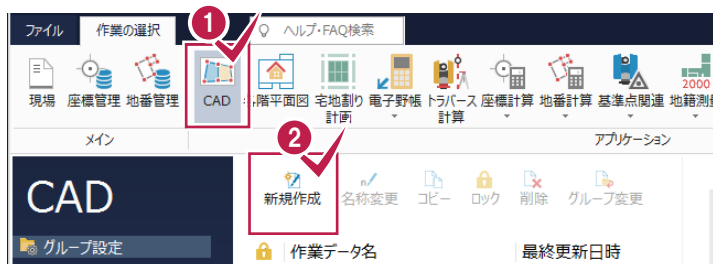 ファイル 作業の選択 1 ヘルプ・FAQ検索
現場 座標管理 地番管理 CAD 階平面図 宅地割り計画 電子野帳 トラバース計算 座標計算 地番計算 基準点関連 地籍測
2000
メイン アプリケーション
2
CAD
新規作成 名称変更 コピー ロック 削除 グループ変更
グループ設定 作業データ名 最終更新日時